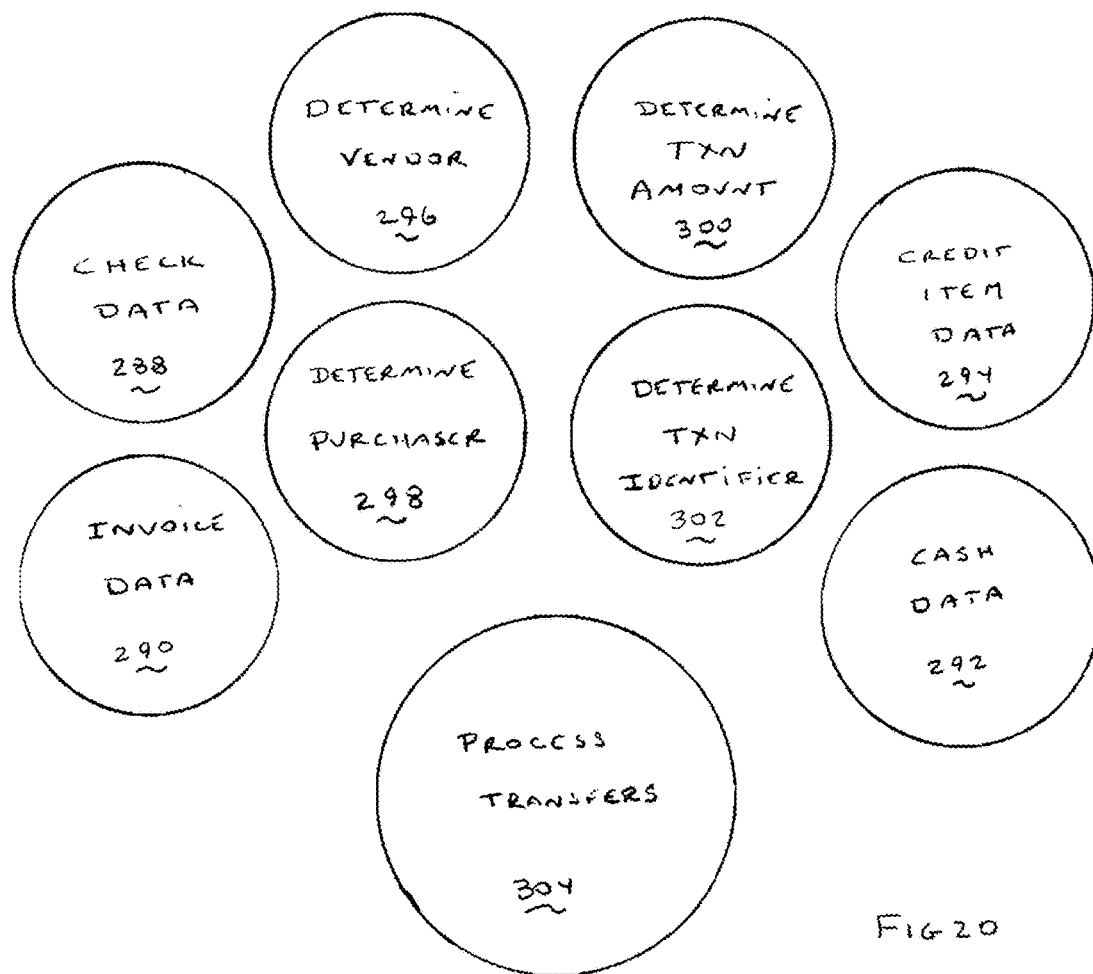 DETERMINE
VENDOR
296
DETERMINE
TXN
AMOUNT
300
CHECK
DATA
288
CREDIT
ITEM
DATA
294
DETERMINE
PURCHASER
298
DETERMINE
TXN
IDENTIFIER
302
INVOICE
DATA
290
CASH
DATA
292
PROCESS
TRANSFERS
304
FIG 20